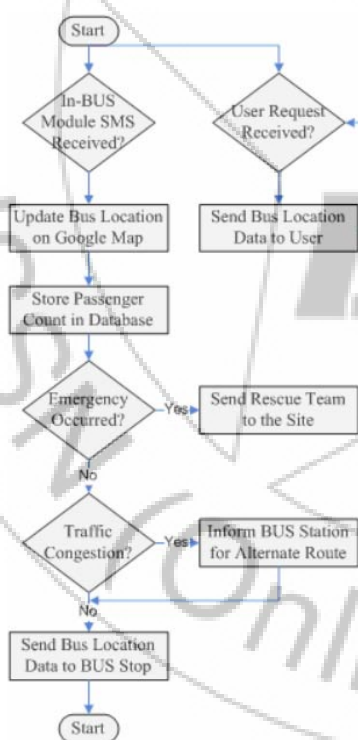 Start
In-BUS
Module SMS
Received?
User Request
Received?
Update Bus Location
on Google Map
Send Bus Location
Data to User
Store Passenger
Count in Database
Emergency
Occurred?
Yes
Send Rescue Team
to the Site
No
Traffic
Congestion?
Yes
Inform BUS Station
for Alternate Route
No
Send Bus Location
Data to BUS Stop
Start
(Onli